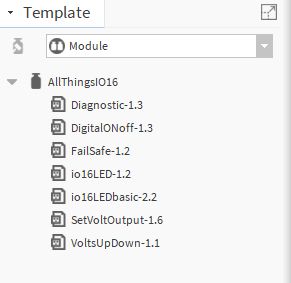 Template
Module
AllThingsIO16
Diagnostic-1.3
DigitalONoff-1.3
FailSafe-1.2
io16LED-1.2
io16LEDbasic-2.2
SetVoltOutput-1.6
VoltsUpDown-1.1